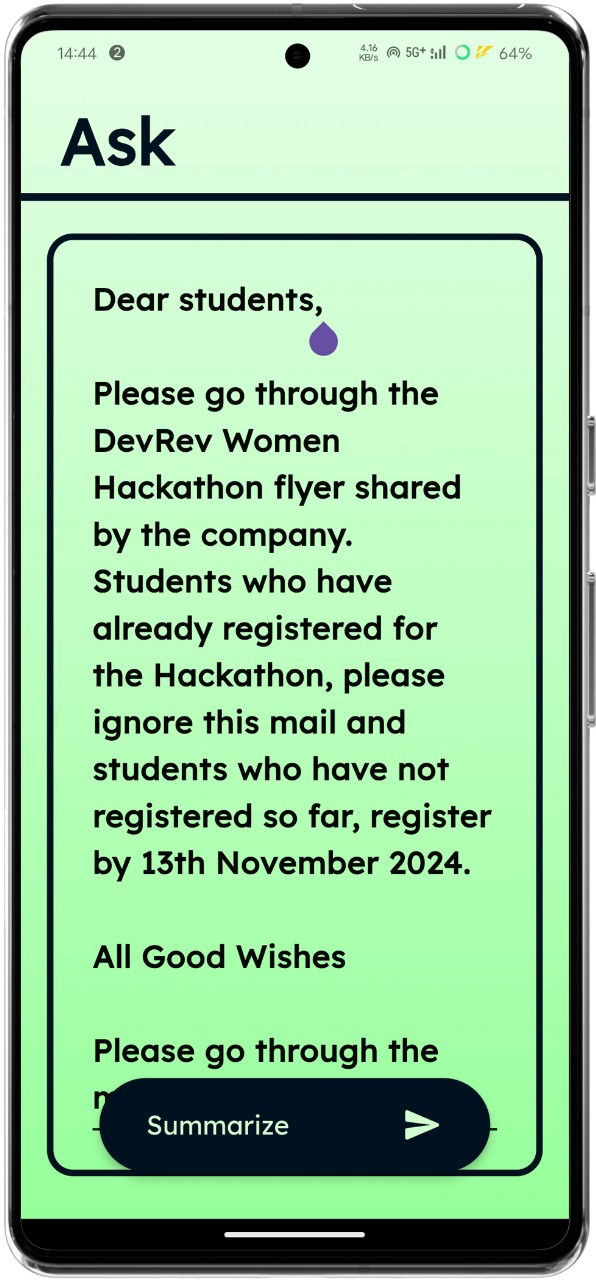 14:44 2 4.16 KB/s 5G+ 64%
Ask
Dear students,
Please go through the
DevRev Women
Hackathon flyer shared
by the company.
Students who have
already registered for
the Hackathon, please
ignore this mail and
students who have not
registered so far, register
by 13th November 2024.
All Good Wishes
Please go through the
Summarize